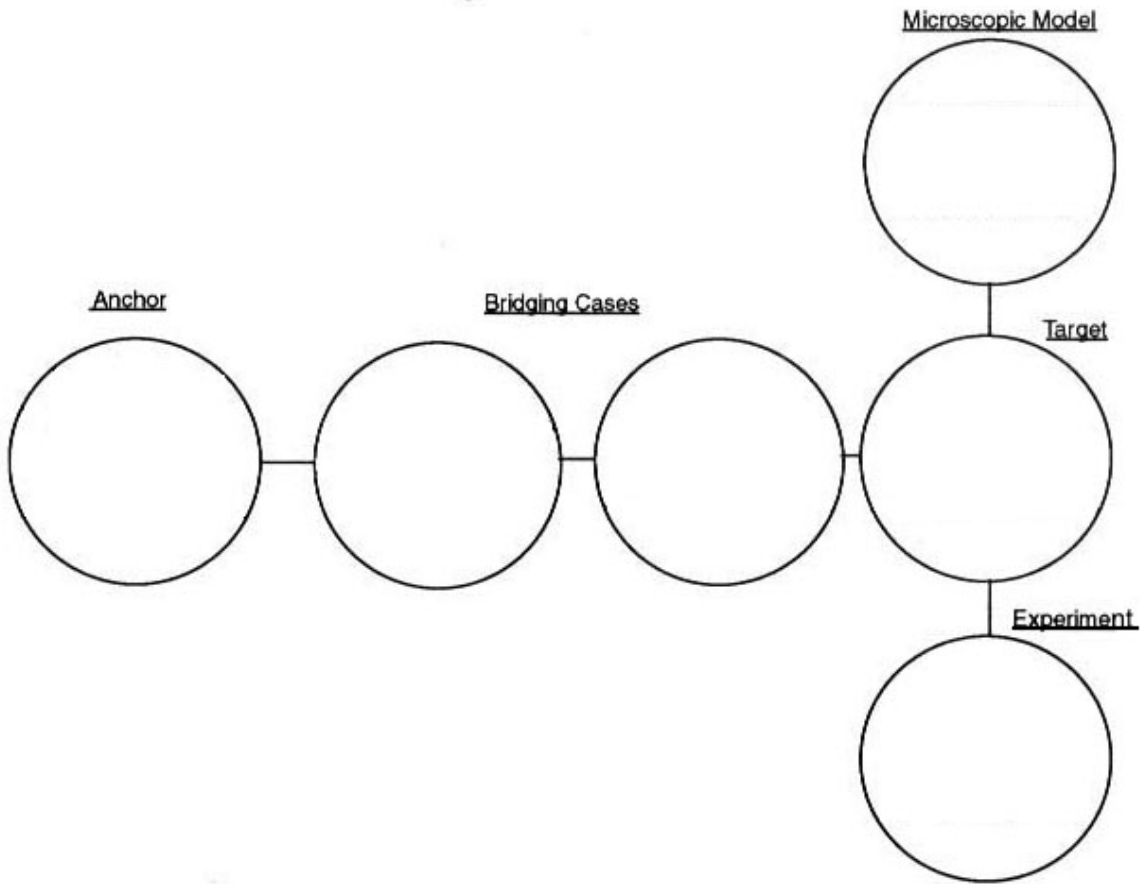 Microscopic Model
Anchor
Bridging Cases
Target
Experiment